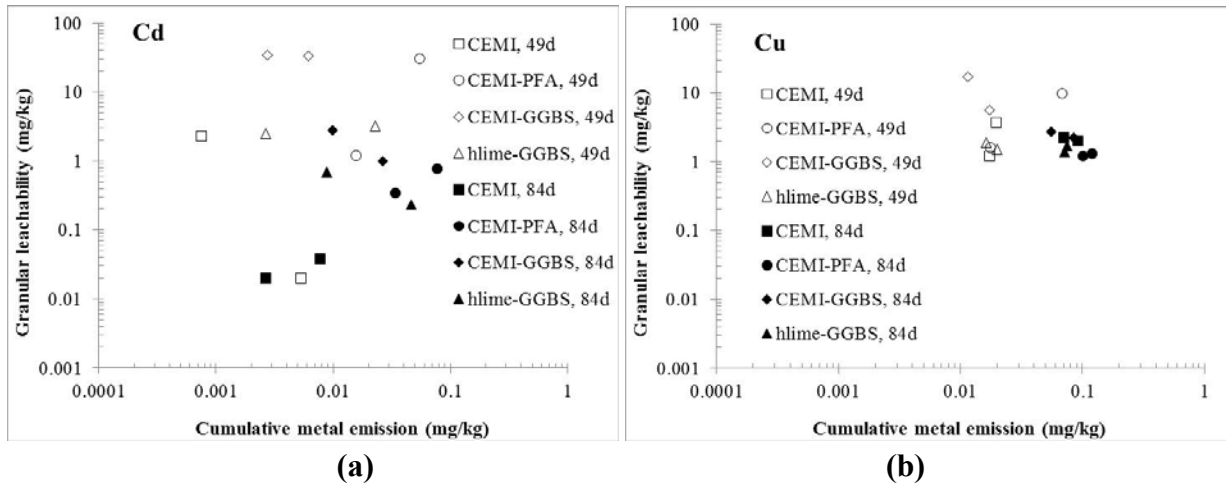 Cd
Granular leachability (mg/kg)
100
10
1
0.1
0.01
0.001
0.0001
0.001
0.01
0.1
1
Cumulative metal emission (mg/kg)
CEMI, 49d
CEMI-PFA, 49d
CEMI-GGBS, 49d
hlime-GGBS, 49d
CEMI, 84d
CEMI-PFA, 84d
CEMI-GGBS, 84d
hlime-GGBS, 84d
(a)
Cu
Granular leachability (mg/kg)
100
10
1
0.1
0.01
0.001
0.0001
0.001
0.01
0.1
1
Cumulative metal emission (mg/kg)
CEMI, 49d
CEMI-PFA, 49d
CEMI-GGBS, 49d
hlime-GGBS, 49d
CEMI, 84d
CEMI-PFA, 84d
CEMI-GGBS, 84d
hlime-GGBS, 84d
(b)